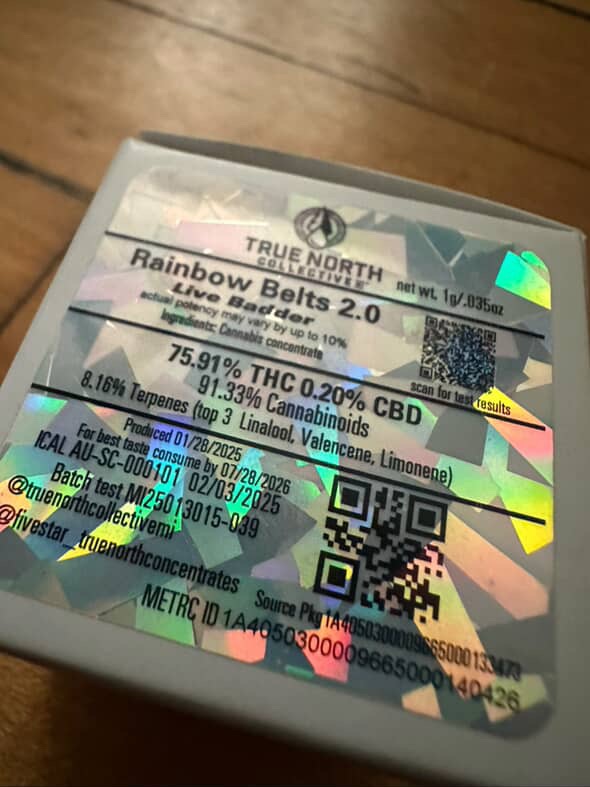 TRUE NORTH
COLLECTIVE
net wt. 1g/.035oz
Rainbow Belts 2.0
Live Badder
actual potency may vary by up to 10%
Ingredients: Cannabis concentrate
scan for test results
75.91% THC 0.20% CBD
91.33% Cannabinoids
8.16% Terpenes (top 3 Linalool, Valencene, Limonene)
Produced 01/28/2025
For best taste consume by 07/28/2026
ICAL AU-SC-000101 02/03/2025
Batch test MI25013015-039
@truenorthcollectivemi
@fivestar_truenorthconcentrates
Source Pkg 1A4050300009665000133473
METRC ID 1A4050300009665000140426